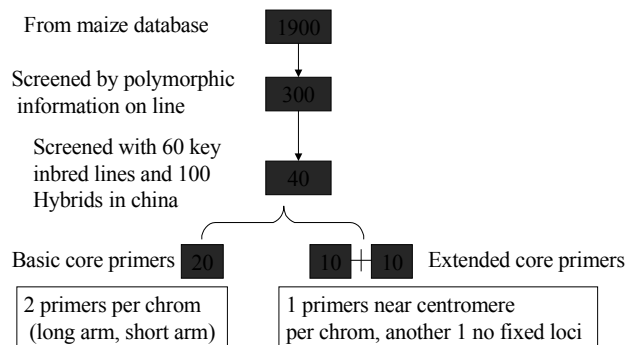 From maize database
1900
Screened by polymorphic
information on line
300
Screened with 60 key
inbred lines and 100
Hybrids in china
40
Basic core primers 20
10 10 Extended core primers
2 primers per chrom
(long arm, short arm)
1 primers near centromere
per chrom, another 1 no fixed loci